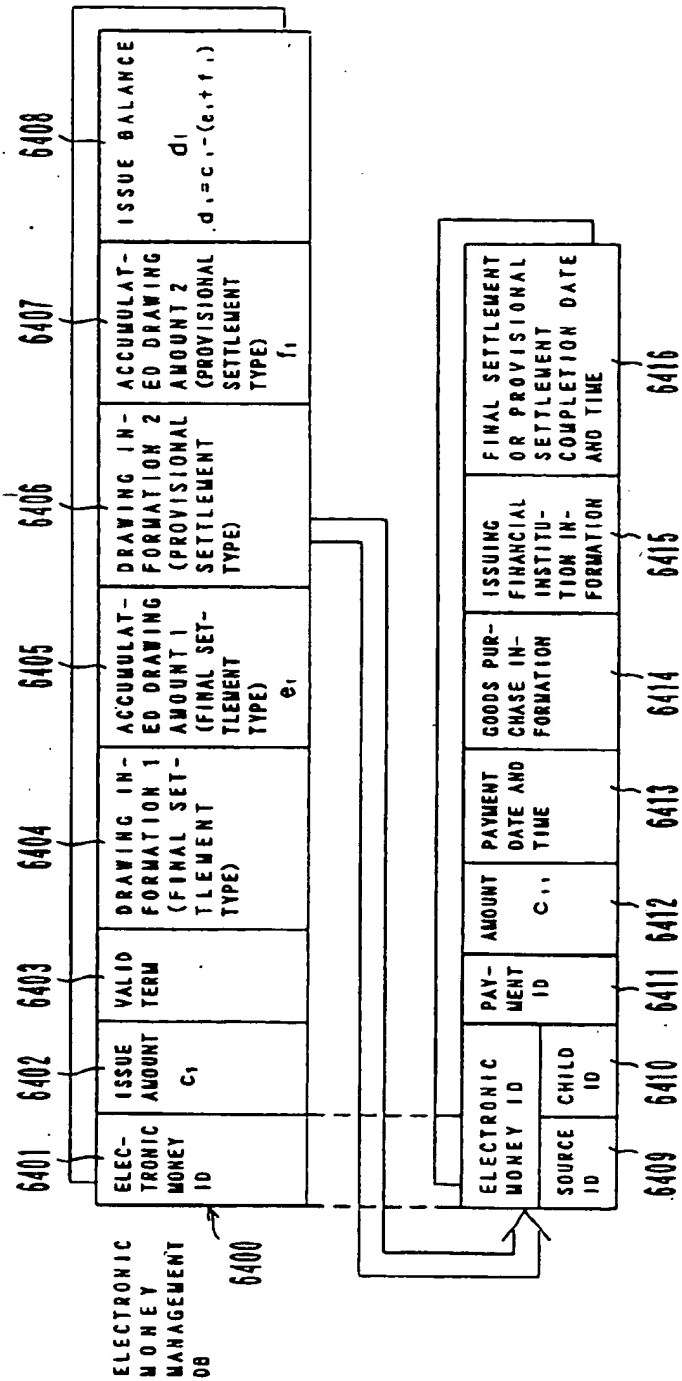 6401
6402
6403
6404
6405
6406
6407
6408
ELECTRONIC
MONEY
MANAGEMENT
DB
6400
ELEC-
TRONIC
MONEY
ID
ISSUE
AMOUNT
C₁
VALID
TERM
DRAWING IN-
FORMATION 1
(FINAL SET-
TLEMENT
TYPE)
ACCUMULAT-
ED DRAWING
AMOUNT 1
(FINAL SET-
TLEMENT
TYPE)
e₁
DRAWING IN-
FORMATION 2
(PROVISIONAL
SETTLEMENT
TYPE)
ACCUMULAT-
ED DRAWING
AMOUNT 2
(PROVISIONAL
SETTLEMENT
TYPE)
f₁
ISSUE BALANCE
d₁
d₁=c₁-(e₁+f₁)
ELECTRONIC
MONEY ID
SOURCE
ID
CHILD
ID
PAY-
MENT
ID
AMOUNT
C₁₁
PAYMENT
DATE AND
TIME
GOODS PUR-
CHASE IN-
FORMATION
ISSUING
FINANCIAL
INSTITU-
TION IN-
FORMATION
FINAL SETTLEMENT
OR PROVISIONAL
SETTLEMENT
COMPLETION DATE
AND TIME
6409
6410
6411
6412
6413
6414
6415
6416